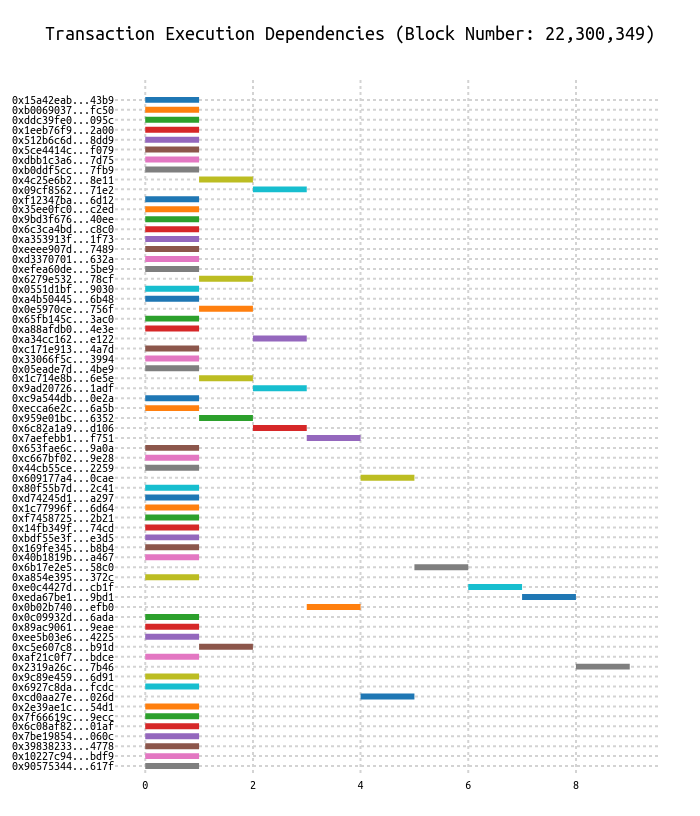 Transaction Execution Dependencies (Block Number: 22,300,349)
0x15a42eab...43b9
0xb0069037...fc50
0xddc39fe0...095c
0x1eeb76f9...2a00
0x512b6c6d...8dd9
0x5ce4414c...f079
0xdbb1c3a6...7d75
0xb0ddf5cc...7fb9
0x4c25e6b2...8e11
0x09cf8562...71e2
0xf12347ba...6d12
0x35ee0fc0...c2ed
0x9bd3f676...40ee
0x6c3ca4bd...c8c0
0xa353913f...1f73
0xeeee907d...7489
0xd3370701...632a
0xefea60de...5be9
0x6279e532...78cf
0x0551d1bf...9030
0xa4b50445...6b48
0x0e5970ce...756f
0x65fb145c...3ac0
0xa88afdb0...4e3e
0xa34cc162...e122
0xc171e913...4a7d
0x33066f5c...3994
0x05eade7d...4be9
0x1c714e8b...6e5e
0x9ad20726...1adf
0xc9a544db...0e2a
0xecca6e2c...6a5b
0x959e01bc...6352
0x6c82a1a9...d106
0x7aefebb1...f751
0x653fae6c...9a0a
0xc667bf02...9e28
0x44cb55ce...2259
0x609177a4...0cae
0x80f55b7d...2c41
0xd74245d1...a297
0x1c77996f...6d64
0xf7458725...2b21
0x14fb349f...74cd
0xbdf55e3f...e3d5
0x169fe345...b8b4
0x40b1819b...a467
0x6b17e2e5...58c0
0xa854e395...372c
0xe0c4427d...cb1f
0xeda67be1...9bd1
0x0b02b740...efb0
0x0c09932d...6ada
0x89ac9061...9eae
0xee5b03e6...4225
0xc5e607c8...b91d
0xaf21c0f7...bdce
0x2319a26c...7b46
0x9c89e459...6d91
0x6927c8da...fcdc
0xcd0aa27e...026d
0x2e39ae1c...54d1
0x7f66619c...9ecc
0x6c08af82...01af
0x7be19854...060c
0x39838233...4778
0x10227c94...bdf9
0x90575344...617f
0 2 4 6 8